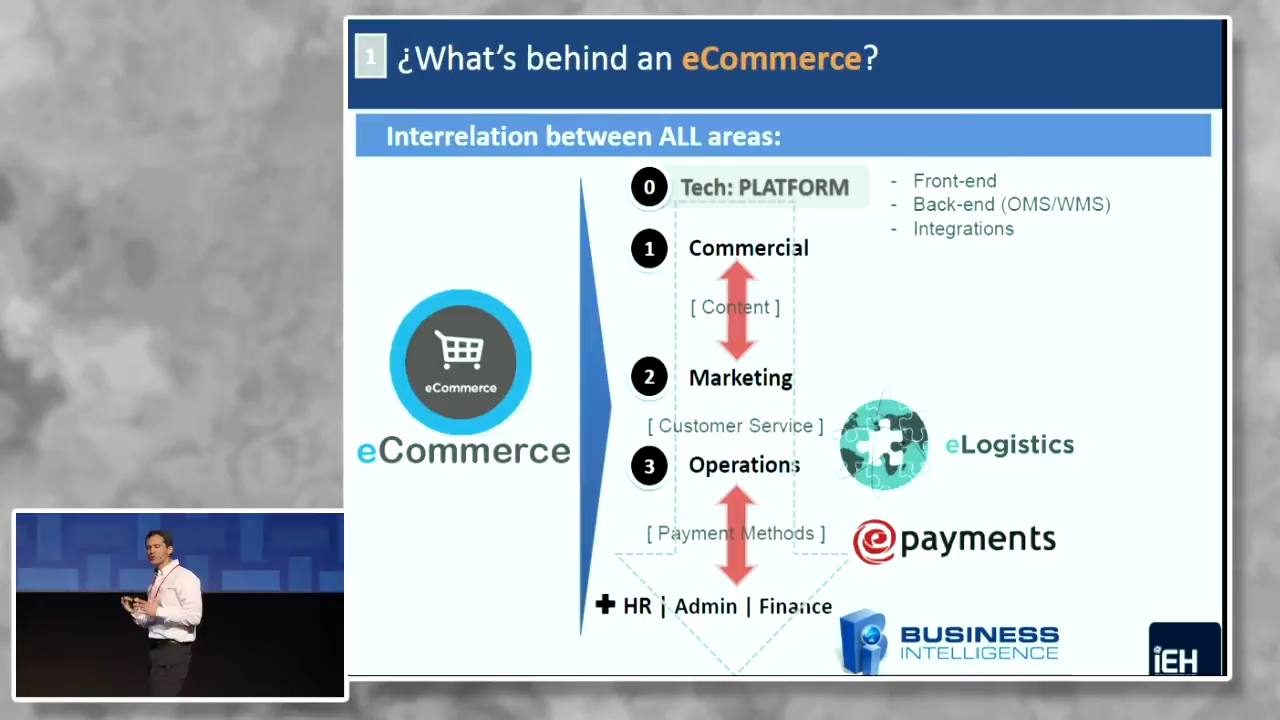 1 ¿What's behind an eCommerce?
Interrelation between ALL areas:
0 Tech: PLATFORM
- Front-end
- Back-end (OMS/WMS)
- Integrations
1 Commercial
[ Content ]
2 Marketing
[ Customer Service ]
3 Operations
[ Payment Methods ]
+ HR | Admin | Finance
eCommerce
eCommerce
eLogistics
e payments
BUSINESS
INTELLIGENCE
iEH